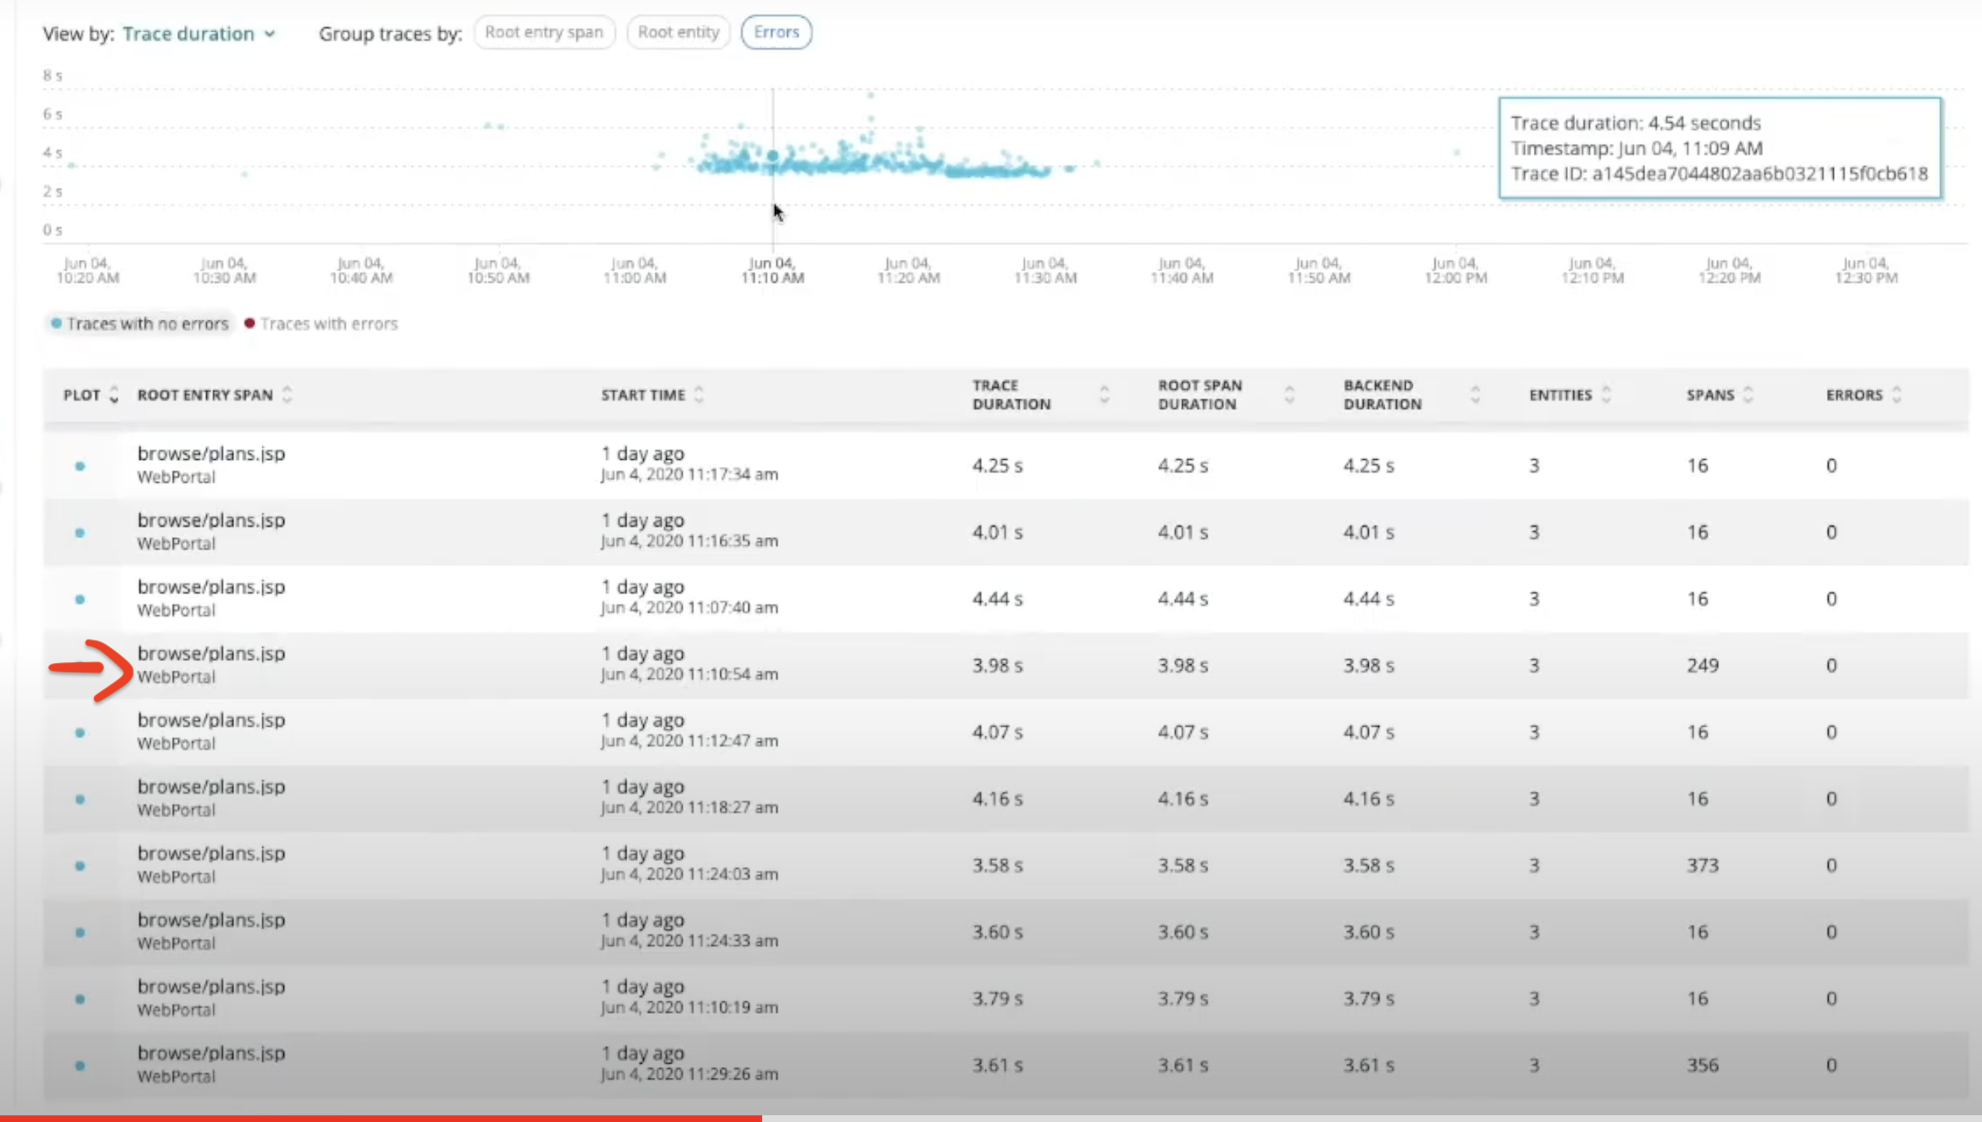 View by: Trace duration Group traces by: Root entry span Root entity Errors
8 s
6 s
4 s
2 s
0 s
Trace duration: 4.54 seconds
Timestamp: Jun 04, 11:09 AM
Trace ID: a145dea7044802aa6b0321115f0cb618
Jun 04, 10:20 AM
Jun 04, 10:30 AM
Jun 04, 10:40 AM
Jun 04, 10:50 AM
Jun 04, 11:00 AM
Jun 04, 11:10 AM
Jun 04, 11:20 AM
Jun 04, 11:30 AM
Jun 04, 11:40 AM
Jun 04, 11:50 AM
Jun 04, 12:00 PM
Jun 04, 12:10 PM
Jun 04, 12:20 PM
Jun 04, 12:30 PM
Traces with no errors Traces with errors
PLOT ROOT ENTRY SPAN START TIME TRACE DURATION ROOT SPAN DURATION BACKEND DURATION ENTITIES SPANS ERRORS
browse/plans.jsp 1 day ago
WebPortal Jun 4, 2020 11:17:34 am 4.25 s 4.25 s 4.25 s 3 16 0
browse/plans.jsp 1 day ago
WebPortal Jun 4, 2020 11:16:35 am 4.01 s 4.01 s 4.01 s 3 16 0
browse/plans.jsp 1 day ago
WebPortal Jun 4, 2020 11:07:40 am 4.44 s 4.44 s 4.44 s 3 16 0
browse/plans.jsp 1 day ago
WebPortal Jun 4, 2020 11:10:54 am 3.98 s 3.98 s 3.98 s 3 249 0
browse/plans.jsp 1 day ago
WebPortal Jun 4, 2020 11:12:47 am 4.07 s 4.07 s 4.07 s 3 16 0
browse/plans.jsp 1 day ago
WebPortal Jun 4, 2020 11:18:27 am 4.16 s 4.16 s 4.16 s 3 16 0
browse/plans.jsp 1 day ago
WebPortal Jun 4, 2020 11:24:03 am 3.58 s 3.58 s 3.58 s 3 373 0
browse/plans.jsp 1 day ago
WebPortal Jun 4, 2020 11:24:33 am 3.60 s 3.60 s 3.60 s 3 16 0
browse/plans.jsp 1 day ago
WebPortal Jun 4, 2020 11:10:19 am 3.79 s 3.79 s 3.79 s 3 16 0
browse/plans.jsp 1 day ago
WebPortal Jun 4, 2020 11:29:26 am 3.61 s 3.61 s 3.61 s 3 356 0